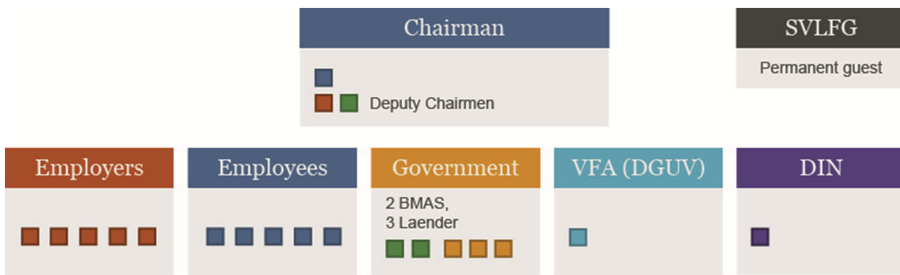 Chairman
Deputy Chairmen
SVLFG
Permanent guest
Employers
Employees
Government
2 BMAS,
3 Laender
VFA (DGUV)
DIN